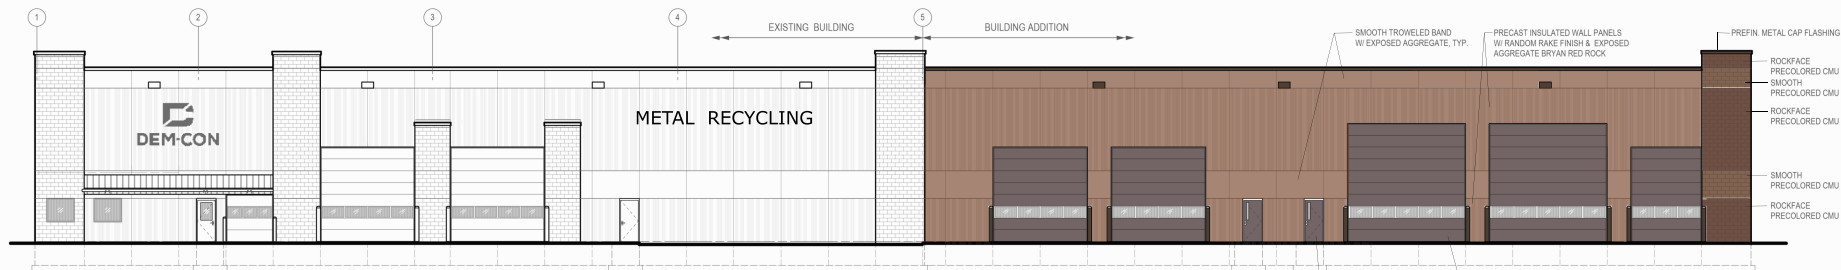 1
2
3
4
5
EXISTING BUILDING
BUILDING ADDITION
SMOOTH TROWELED BAND
W/ EXPOSED AGGREGATE, TYP.
PRECAST INSULATED WALL PANELS
W/ RANDOM RAKE FINISH & EXPOSED
AGGREGATE BRYAN RED ROCK
PREFIN. METAL CAP FLASHING
ROCKFACE
PRECOLORED CMU
SMOOTH
PRECOLORED CMU
ROCKFACE
PRECOLORED CMU
SMOOTH
PRECOLORED CMU
ROCKFACE
PRECOLORED CMU
DEM-CON
METAL RECYCLING